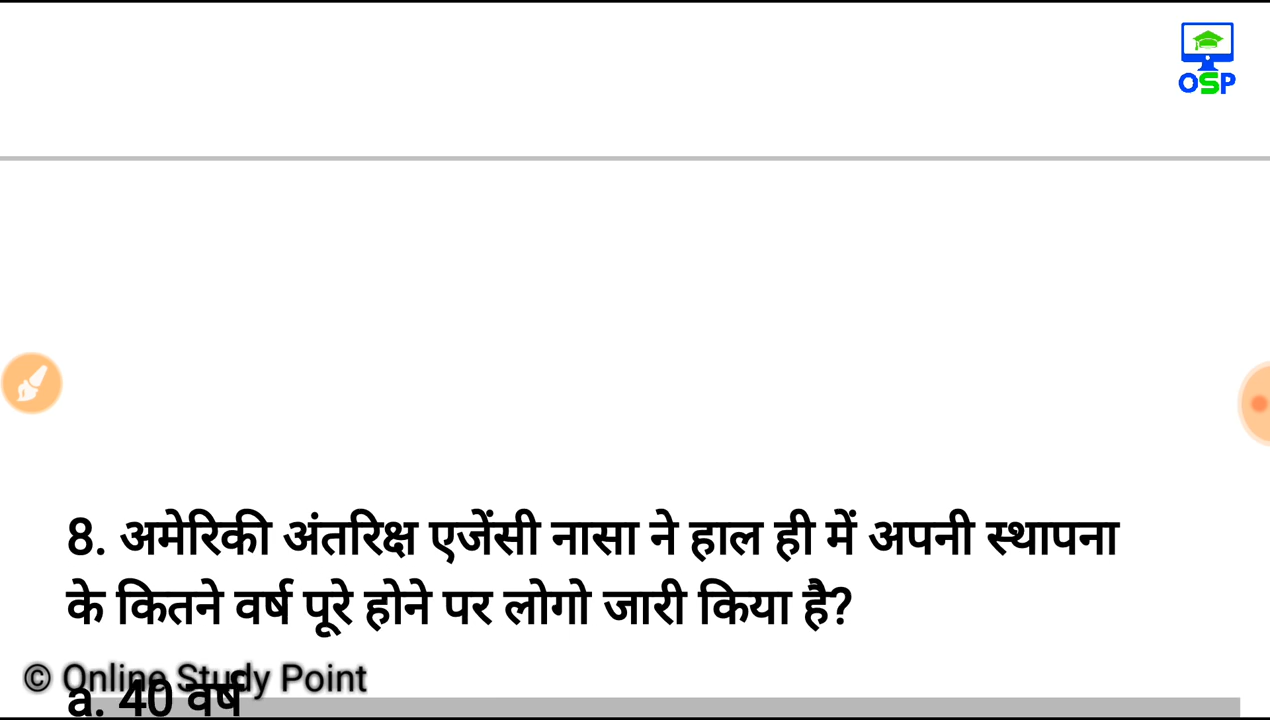 OSP
8. अमेरिकी अंतरिक्ष एजेंसी नासा ने हाल ही में अपनी स्थापना
के कितने वर्ष पूरे होने पर लोगो जारी किया है?
© Online Study Point
a. 40 वर्ष